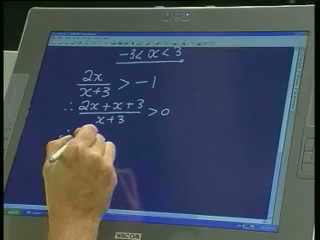 -3 < x < 3
2x/x+3 > -1
∴ 2x+x+3/x+3 > 0
∴
WACOM